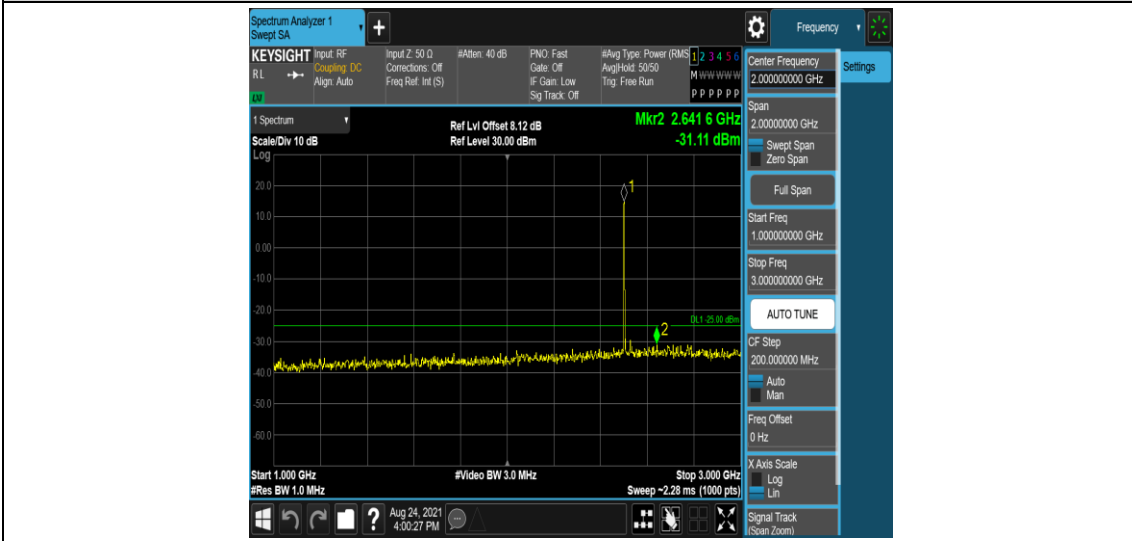 Spectrum Analyzer 1
Swept SA
Frequency
KEYSIGHT
RL
LM
Input: RF
Coupling: DC
Align: Auto
Input Z: 50 Ω
Corrections: Off
Freq Ref: Int (S)
#Atten: 40 dB
PNO: Fast
Gate: Off
IF Gain: Low
Sig Track: Off
#Avg Type: Power (RMS
Avg|Hold: 50/50
Trig: Free Run
1 2 3 4 5 6
M W W W W W
P P P P P P
1 Spectrum
Scale/Div 10 dB
Log
Ref Lvl Offset 8.12 dB
Ref Level 30.00 dBm
Mkr2 2.641 6 GHz
-31.11 dBm
1
20.0
10.0
0.00
-10.0
-20.0
DL1 -25.00 dBm
2
-30.0
-40.0
-50.0
-60.0
Start 1.000 GHz
#Res BW 1.0 MHz
#Video BW 3.0 MHz
Stop 3.000 GHz
Sweep ~2.28 ms (1000 pts)
Aug 24, 2021
4:00:27 PM
Center Frequency
2.000000000 GHz
Settings
Span
2.00000000 GHz
Swept Span
Zero Span
Full Span
Start Freq
1.000000000 GHz
Stop Freq
3.000000000 GHz
AUTO TUNE
CF Step
200.000000 MHz
Auto
Man
Freq Offset
0 Hz
X Axis Scale
Log
Lin
Signal Track
(Span Zoom)